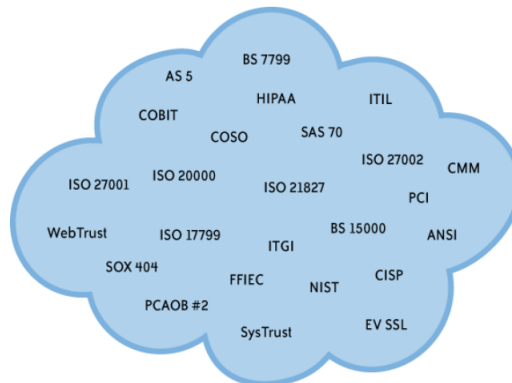 BS 7799
AS 5
HIPAA
ITIL
COBIT
COSO
SAS 70
ISO 27002
CMM
ISO 20000
ISO 27001
ISO 21827
PCI
WebTrust
ISO 17799
BS 15000
ANSI
ITGI
SOX 404
FFIEC
NIST
CISP
PCAOB #2
SysTrust
EV SSL